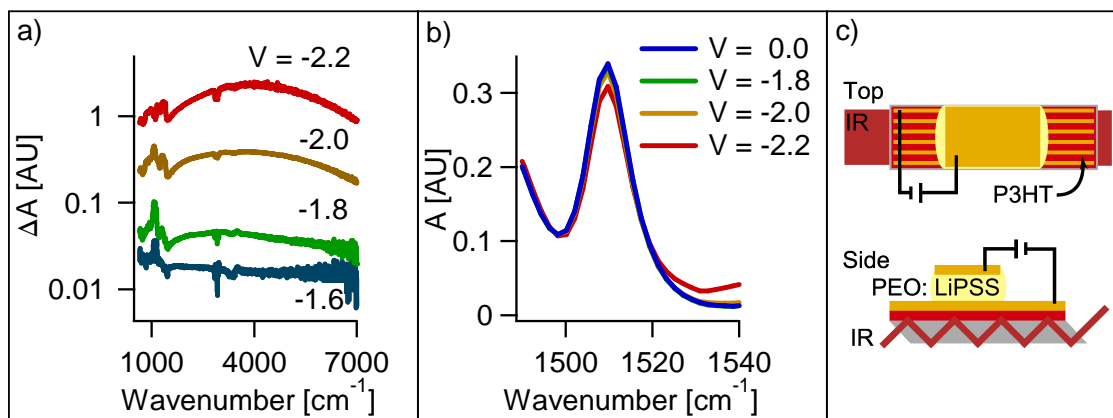 a)
V = -2.2
-2.0
-1.8
-1.6
1
0.1
0.01
ΔA [AU]
1000 4000 7000
Wavenumber [cm⁻¹]
b)
V = 0.0
V = -1.8
V = -2.0
V = -2.2
0.3
0.2
0.1
0
A [AU]
1500 1520 1540
Wavenumber [cm⁻¹]
c)
Top
IR
P3HT
Side
PEO: LiPSS
IR